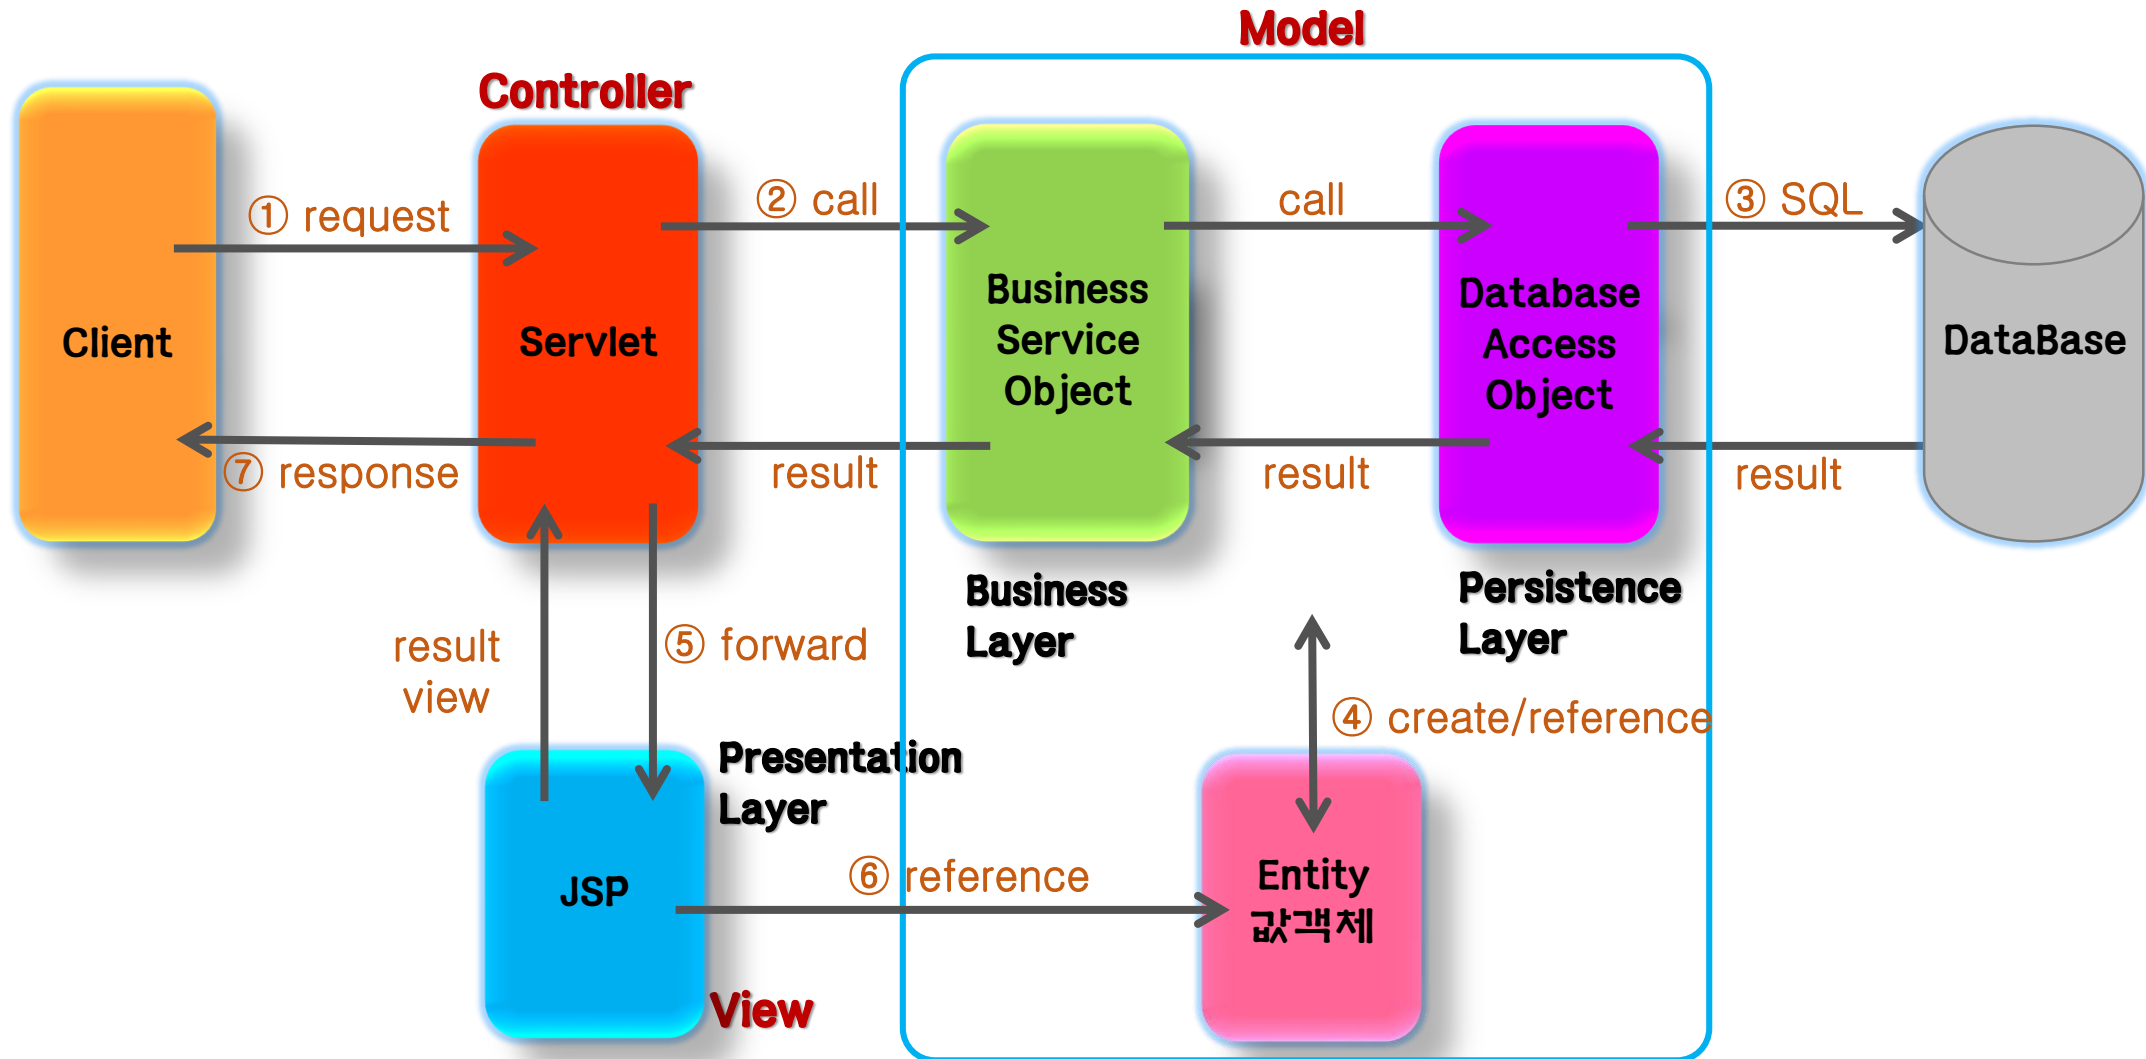 Model
Controller
① request
② call
call
③ SQL
Client
Servlet
Business
Service
Object
Database
Access
Object
DataBase
⑦ response
result
result
result
Business
Layer
Persistence
Layer
result
view
⑤ forward
④ create/reference
Presentation
Layer
JSP
⑥ reference
Entity
값객체
View